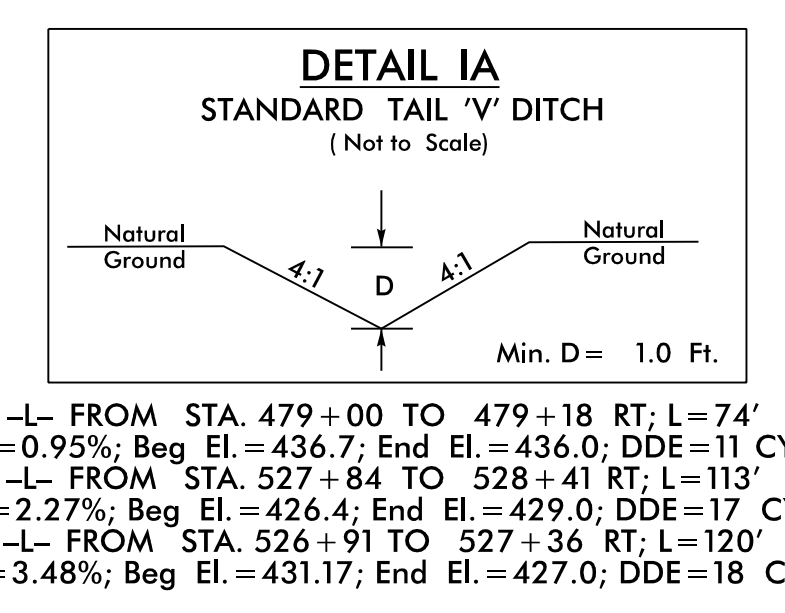 DETAIL 1A
STANDARD TAIL 'V' DITCH
( Not to Scale)
Natural
Ground
4:1
D
4:1
Natural
Ground
Min. D= 1.0 Ft.
–L– FROM STA. 479+00 TO 479+18 RT; L=74'
=0.95%; Beg El.=436.7; End El.=436.0; DDE=11 CY
–L– FROM STA. 527+84 TO 528+41 RT; L=113'
=2.27%; Beg El.=426.4; End El.=429.0; DDE=17 CY
–L– FROM STA. 526+91 TO 527+36 RT; L=120'
=3.48%; Beg El.=431.17; End El.=427.0; DDE=18 C